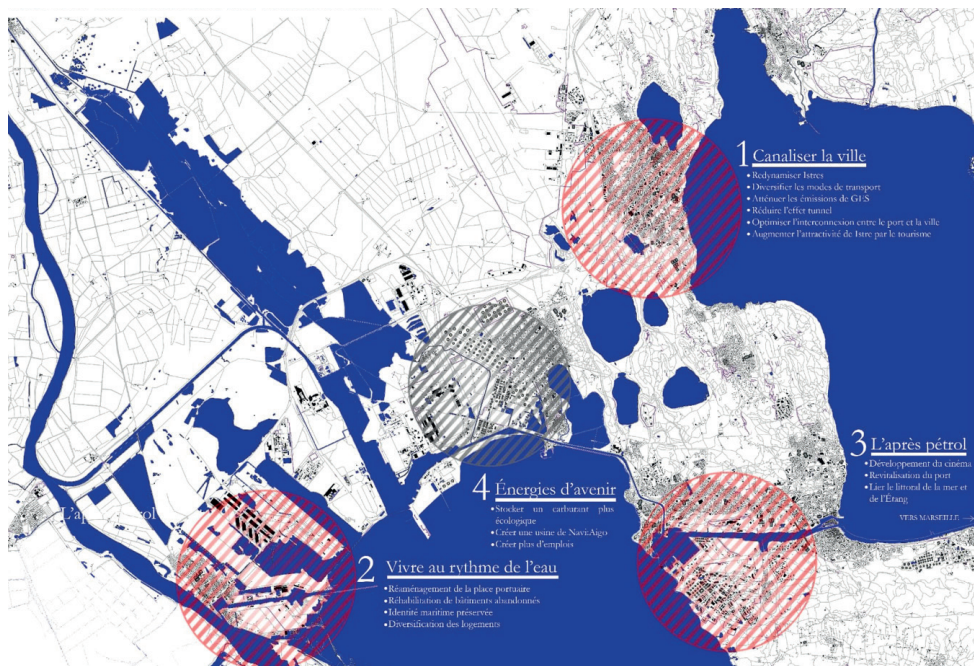 1 Canaliser la ville
• Redynamiser Istres
• Diversifier les modes de transport
• Atténuer les émissions de GES
• Réduire l'effet tunnel
• Optimiser l'interconnexion entre le port et la ville
• Augmenter l'attractivité de Istre par le tourisme
3 L'après pétrol
• Développement du cinéma
• Revitalisation du port
• Lier le littoral de la mer et
de l'Étang
VERS MARSEILLE
4 Énergies d'avenir
• Stocker un carburant plus
écologique
• Créer une usine de Navi:Aigo
• Créer plus d'emplois
L'après pétrol
2 Vivre au rythme de l'eau
• Réaménagement de la place portuaire
• Réhabilitation de bâtiments abandonnés
• Identité maritime préservée
• Diversification des logements